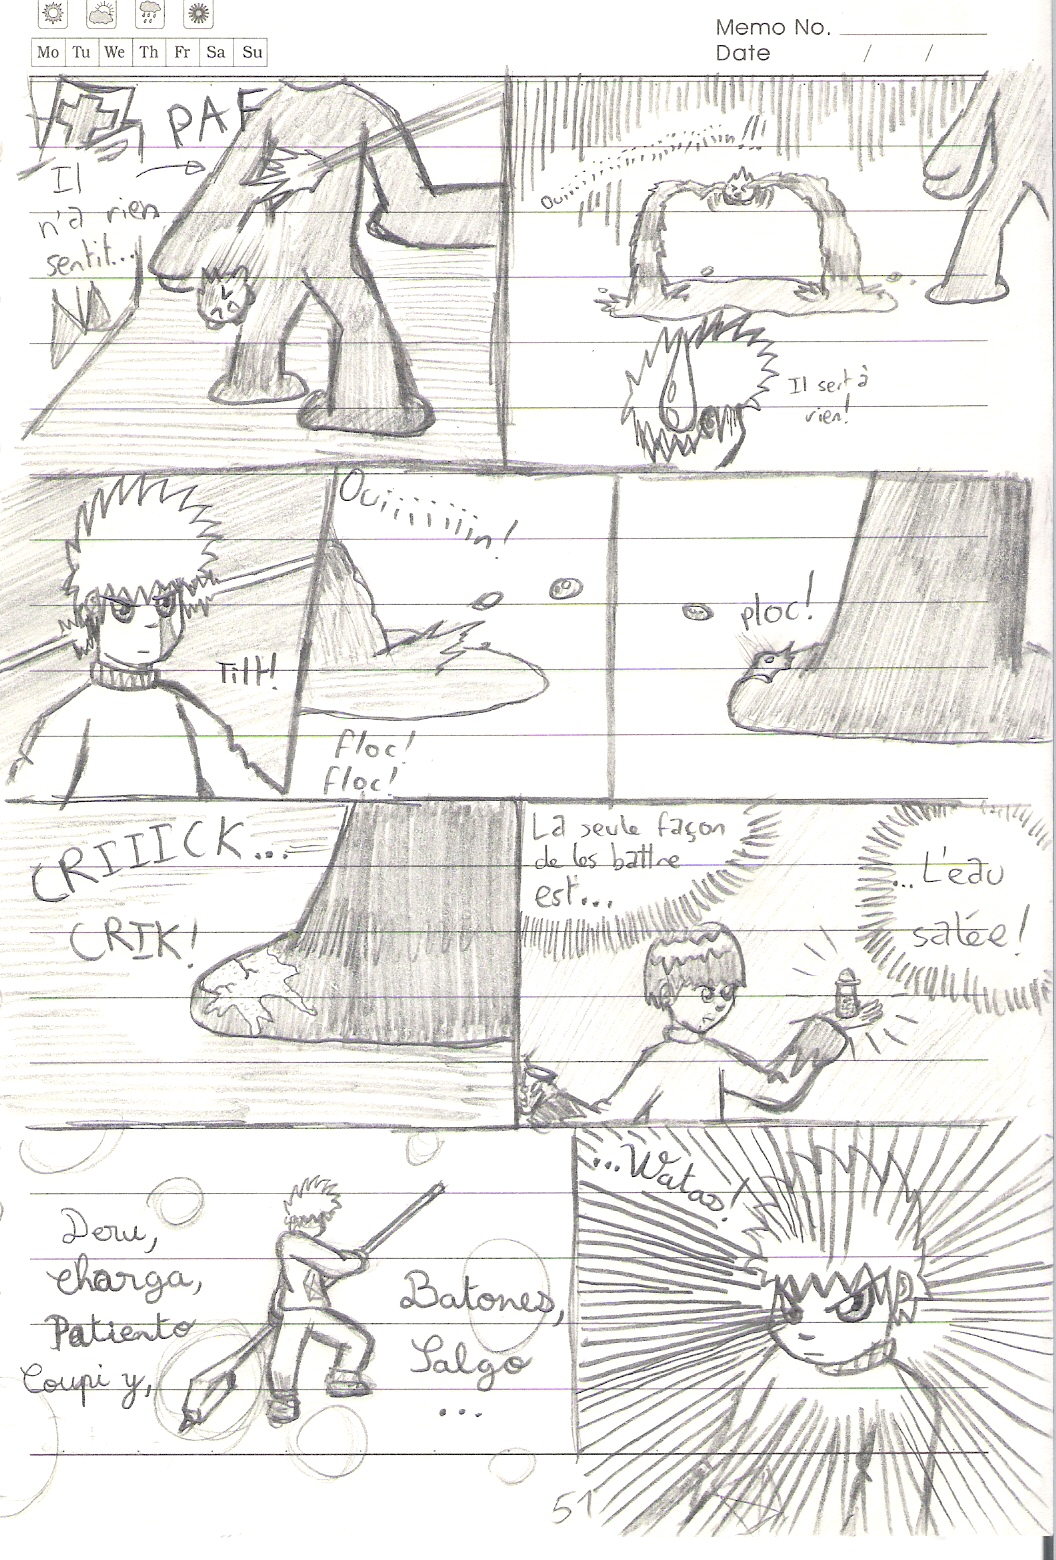 Memo No.
Date / /
Mo Tu We Th Fr Sa Su
PAF
Il
n'a rien
sentit...
Ouiiiiiiiiiiiiiiiiin!!!
Il sert à
rien!
Tilt!
Ouiiiiiiin!
floc!
floc!
ploc!
CRIIICK...
CRIK!
La seule façon
de les battre
est...
... L'eau
salée!
Deru,
charga,
Patiento
Coupi y,
Batones,
Salgo
...
...Watas!
51